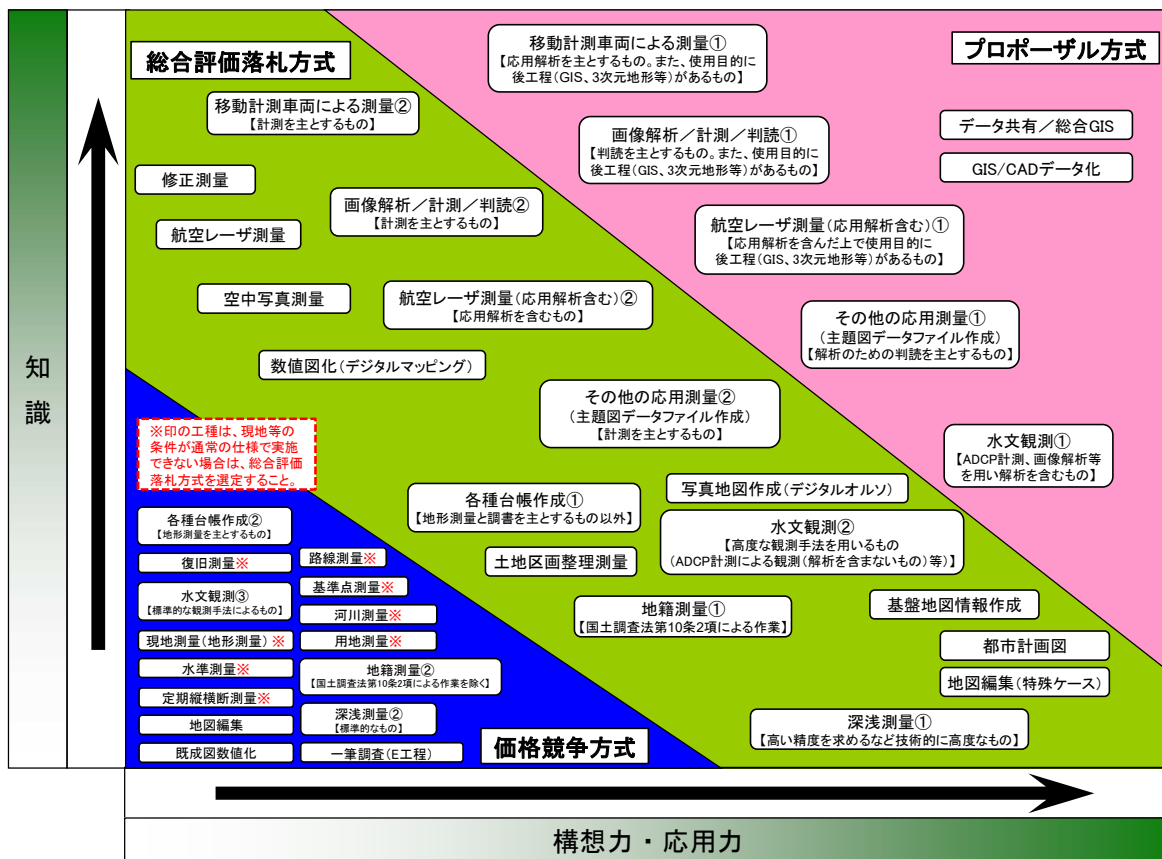 総合評価落札方式
プロポーザル方式
移動計測車両による測量①
【応用解析を主とするもの。また、使用目的に
後工程(GIS、3次元地形等)があるもの】
移動計測車両による測量②
【計測を主とするもの】
画像解析／計測／判読①
【判読を主とするもの。また、使用目的に
後工程(GIS、3次元地形等)があるもの】
データ共有／総合GIS
GIS/CADデータ化
修正測量
画像解析／計測／判読②
【計測を主とするもの】
航空レーザ測量
航空レーザ測量(応用解析含む)①
【応用解析を含んだ上で使用目的に
後工程(GIS、3次元地形等)があるもの】
空中写真測量
航空レーザ測量(応用解析含む)②
【応用解析を含むもの】
その他の応用測量①
(主題図データファイル作成)
【解析のための判読を主とするもの】
数値図化(デジタルマッピング)
その他の応用測量②
(主題図データファイル作成)
【計測を主とするもの】
水文観測①
【ADCP計測、画像解析等
を用い解析を含むもの】
※印の工種は、現地等の
条件が通常の仕様で実施
できない場合は、総合評価
落札方式を選定すること。
写真地図作成(デジタルオルソ)
各種台帳作成①
【地形測量と調書を主とするもの以外】
水文観測②
【高度な観測手法を用いるもの
(ADCP計測による観測(解析を含まないもの)等)】
土地区画整理測量
地籍測量①
【国土調査法第10条2項による作業】
基盤地図情報作成
都市計画図
地図編集(特殊ケース)
深浅測量①
【高い精度を求めるなど技術的に高度なもの】
各種台帳作成②
【地形測量を主とするもの】
復旧測量※
水文観測③
【標準的な観測手法によるもの】
現地測量(地形測量)※
水準測量※
定期縦横断測量※
地図編集
既成図数値化
路線測量※
基準点測量※
河川測量※
用地測量※
地籍測量②
【国土調査法第10条2項による作業を除く】
深浅測量②
【標準的なもの】
一筆調査(E工程)
価格競争方式
知識
構想力・応用力